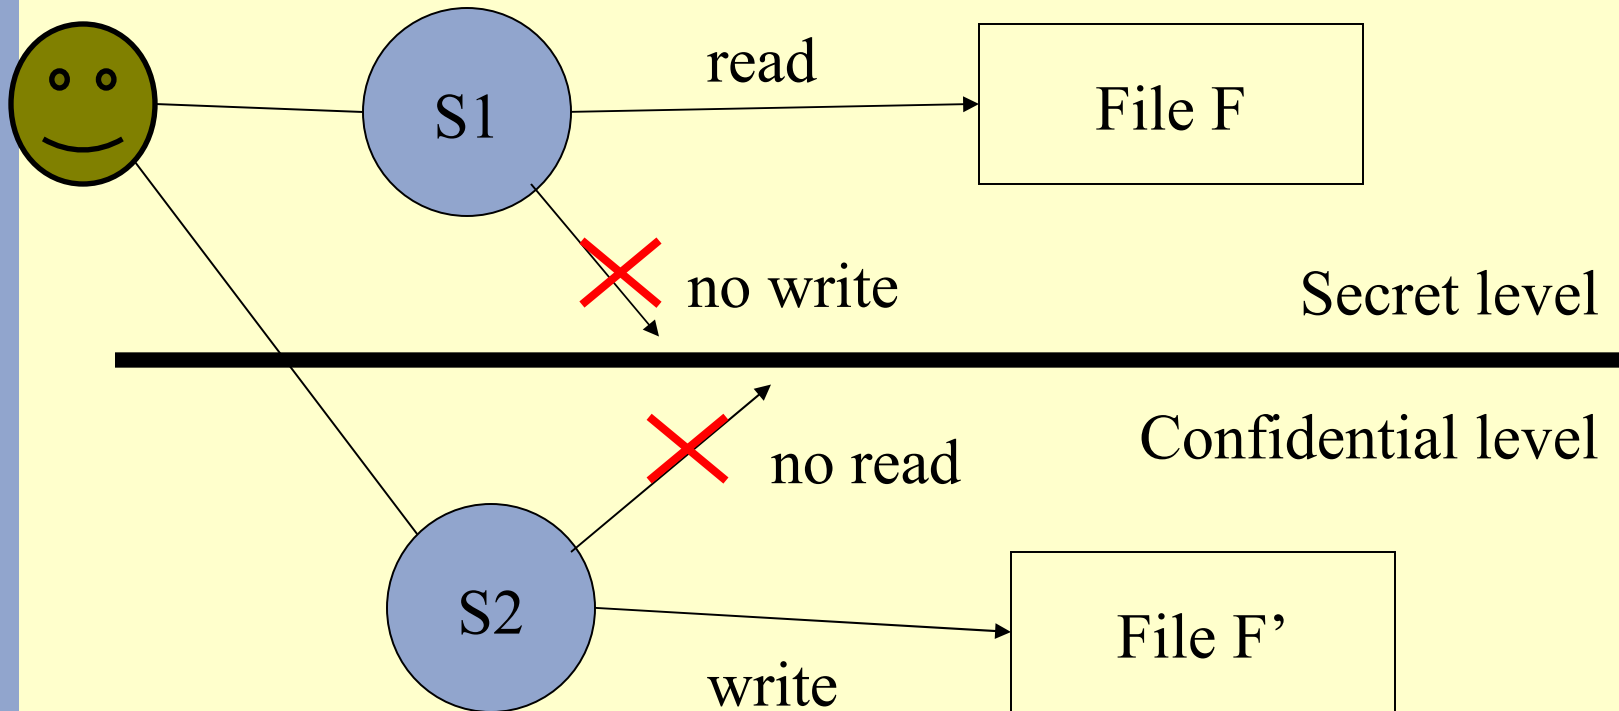 read
S1
File F
no write
Secret level
Confidential level
no read
S2
File F’
write